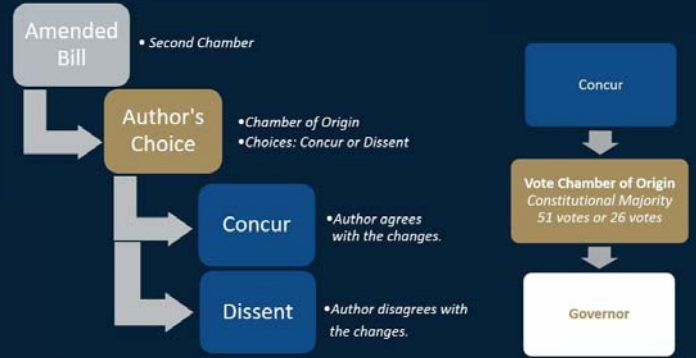 Amended
Bill
• Second Chamber
Author's
Choice
•Chamber of Origin
•Choices: Concur or Dissent
Concur
•Author agrees
with the changes.
Dissent
•Author disagrees with
the changes.
Concur
Vote Chamber of Origin
Constitutional Majority
51 votes or 26 votes
Governor